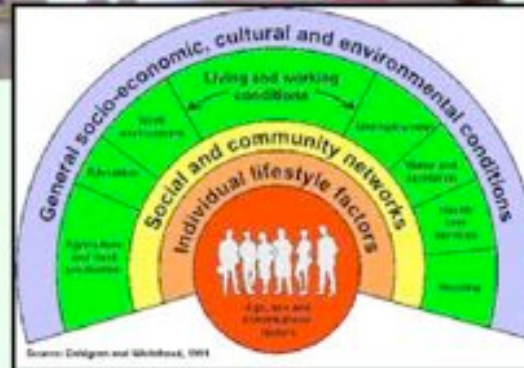 General socio-economic, cultural and environmental conditions
Living and working
conditions
Work
environment
Education
Agriculture
and food
production
Unemployment
Water and
sanitation
Health
care
services
Housing
Social and community networks
Individual lifestyle factors
Age, sex and
constitutional
factors
Source: Dahlgren and Whitehead, 1991